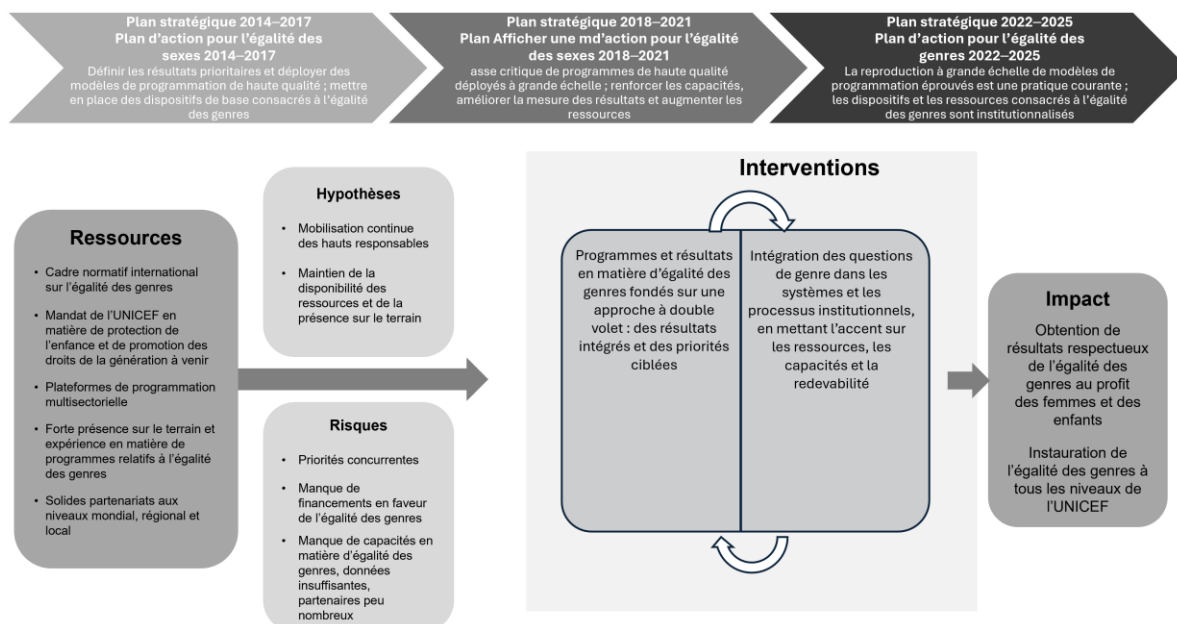 Plan stratégique 2014–2017
Plan d’action pour l’égalité des
sexes 2014–2017
Définir les résultats prioritaires et déployer des
modèles de programmation de haute qualité ; mettre
en place des dispositifs de base consacrés à l’égalité
des genres
Plan stratégique 2018–2021
Plan Afficher une md’action pour l’égalité
des sexes 2018–2021
asse critique de programmes de haute qualité
déployés à grande échelle ; renforcer les capacités,
améliorer la mesure des résultats et augmenter les
ressources
Plan stratégique 2022–2025
Plan d’action pour l’égalité des
genres 2022–2025
La reproduction à grande échelle de modèles de
programmation éprouvés est une pratique courante ;
les dispositifs et les ressources consacrés à l’égalité
des genres sont institutionnalisés
Ressources
• Cadre normatif international
sur l’égalité des genres
• Mandat de l’UNICEF en
matière de protection de
l’enfance et de promotion des
droits de la génération à venir
• Plateformes de programmation
multisectorielle
• Forte présence sur le terrain et
expérience en matière de
programmes relatifs à l’égalité
des genres
• Solides partenariats aux
niveaux mondial, régional et
local
Hypothèses
• Mobilisation continue
des hauts responsables
• Maintien de la
disponibilité des
ressources et de la
présence sur le terrain
Risques
• Priorités concurrentes
• Manque de
financements en faveur
de l’égalité des genres
• Manque de capacités en
matière d’égalité des
genres, données
insuffisantes,
partenaires peu
nombreux
Interventions
Programmes et résultats
en matière d’égalité des
genres fondés sur une
approche à double
volet : des résultats
intégrés et des priorités
ciblées
Intégration des questions
de genre dans les
systèmes et les
processus institutionnels,
en mettant l’accent sur
les ressources, les
capacités et la
redevabilité
Impact
Obtention de
résultats respectueux
de l’égalité des
genres au profit
des femmes et des
enfants
Instauration de
l’égalité des genres à
tous les niveaux de
l’UNICEF